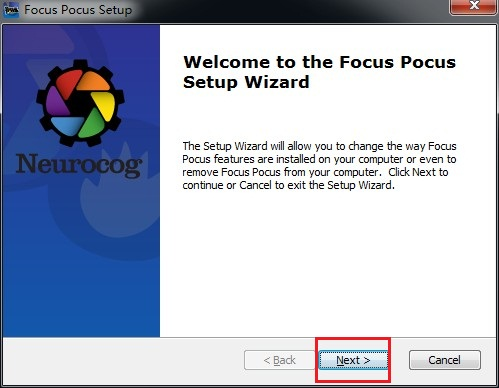 Focus Pocus Setup
Welcome to the Focus Pocus
Setup Wizard
Neurocog
The Setup Wizard will allow you to change the way Focus
Pocus features are installed on your computer or even to
remove Focus Pocus from your computer.  Click Next to
continue or Cancel to exit the Setup Wizard.
< Back
Next >
Cancel